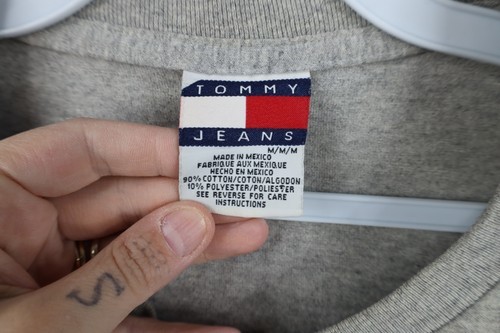 TOMMY
JEANS
M/M/M
MADE IN MEXICO
FABRIQUE AUX MEXIQUE
HECHO EN MEXICO
90% COTTON/COTON/ALGODON
10% POLYESTER/POLIESTER
SEE REVERSE FOR CARE
INSTRUCTIONS